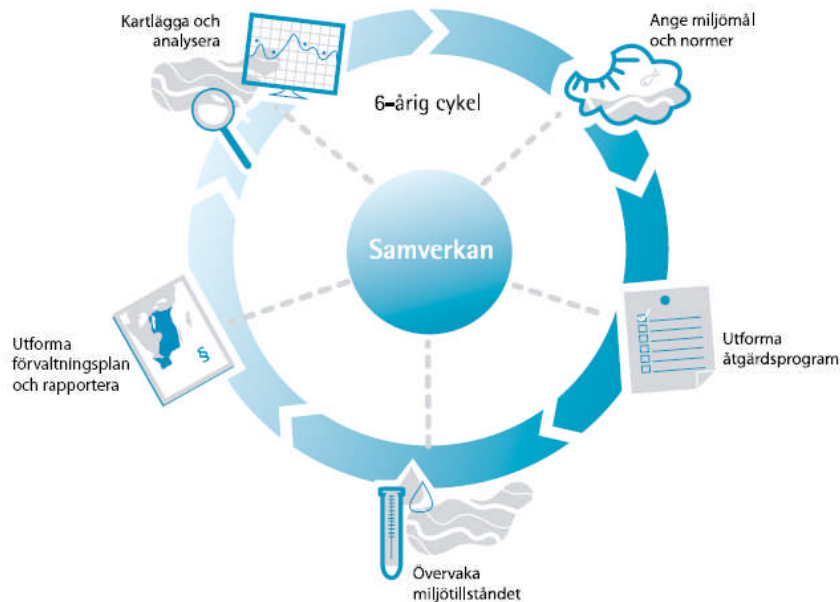 Kartlägga och
analysera
Ange miljömål
och normer
6-årig cykel
Samverkan
Utforma
förvaltningsplan
och rapportera
§
Utforma
åtgärdsprogram
Övervaka
miljötillståndet